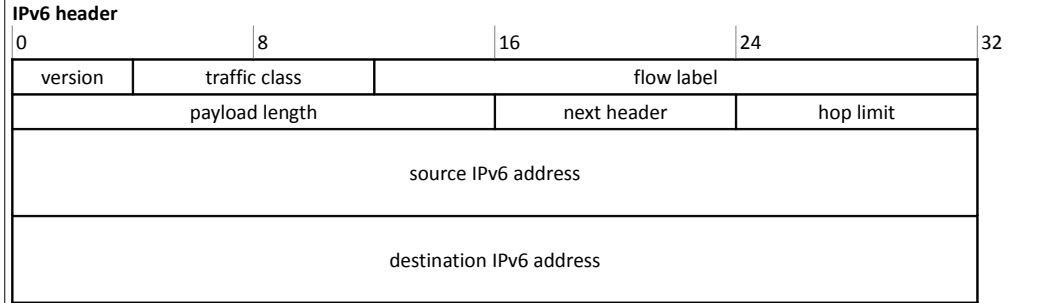 IPv6 header
0 8 16 24 32
version traffic class flow label
payload length next header hop limit
source IPv6 address
destination IPv6 address